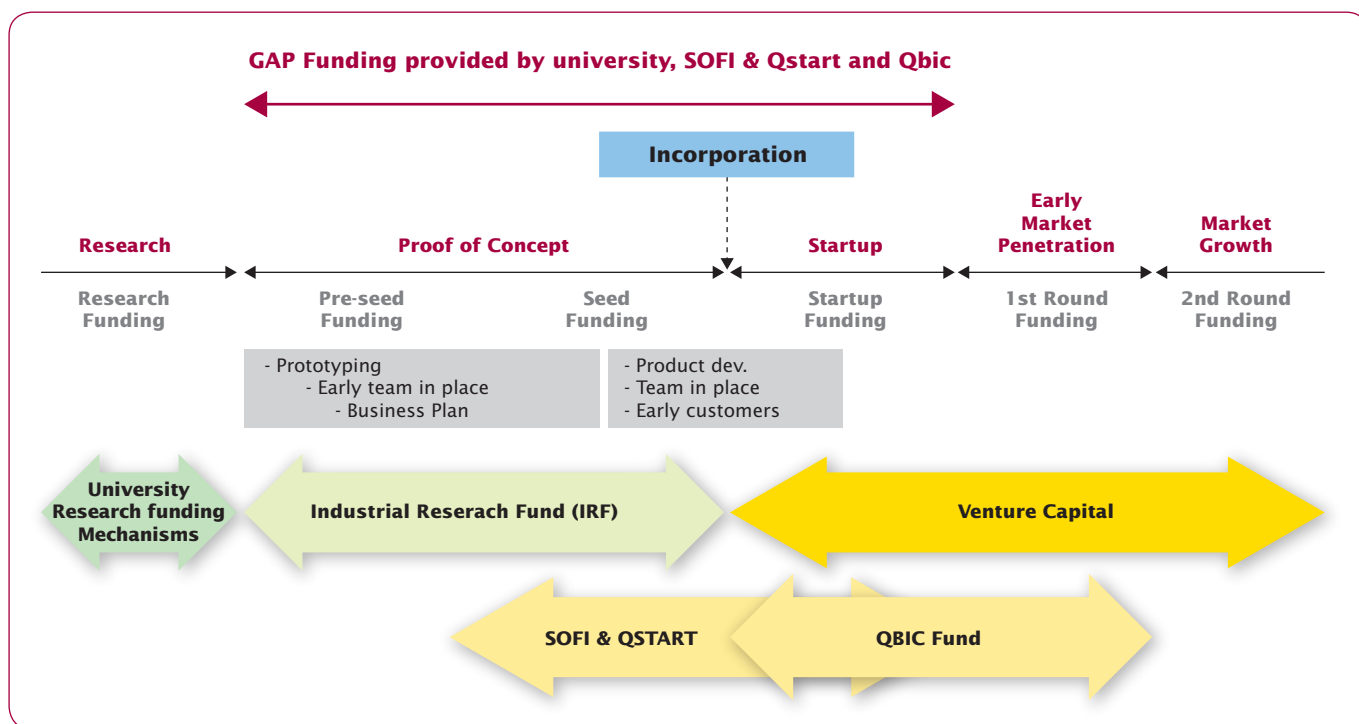 GAP Funding provided by university, SOFI & Qstart and Qbic
Incorporation
Research
Proof of Concept
Startup
Early
Market
Penetration
Market
Growth
Research
Funding
Pre-seed
Funding
Seed
Funding
Startup
Funding
1st Round
Funding
2nd Round
Funding
- Prototyping
- Early team in place
- Business Plan
- Product dev.
- Team in place
- Early customers
University
Research funding
Mechanisms
Industrial Reserach Fund (IRF)
Venture Capital
SOFI & QSTART
QBIC Fund